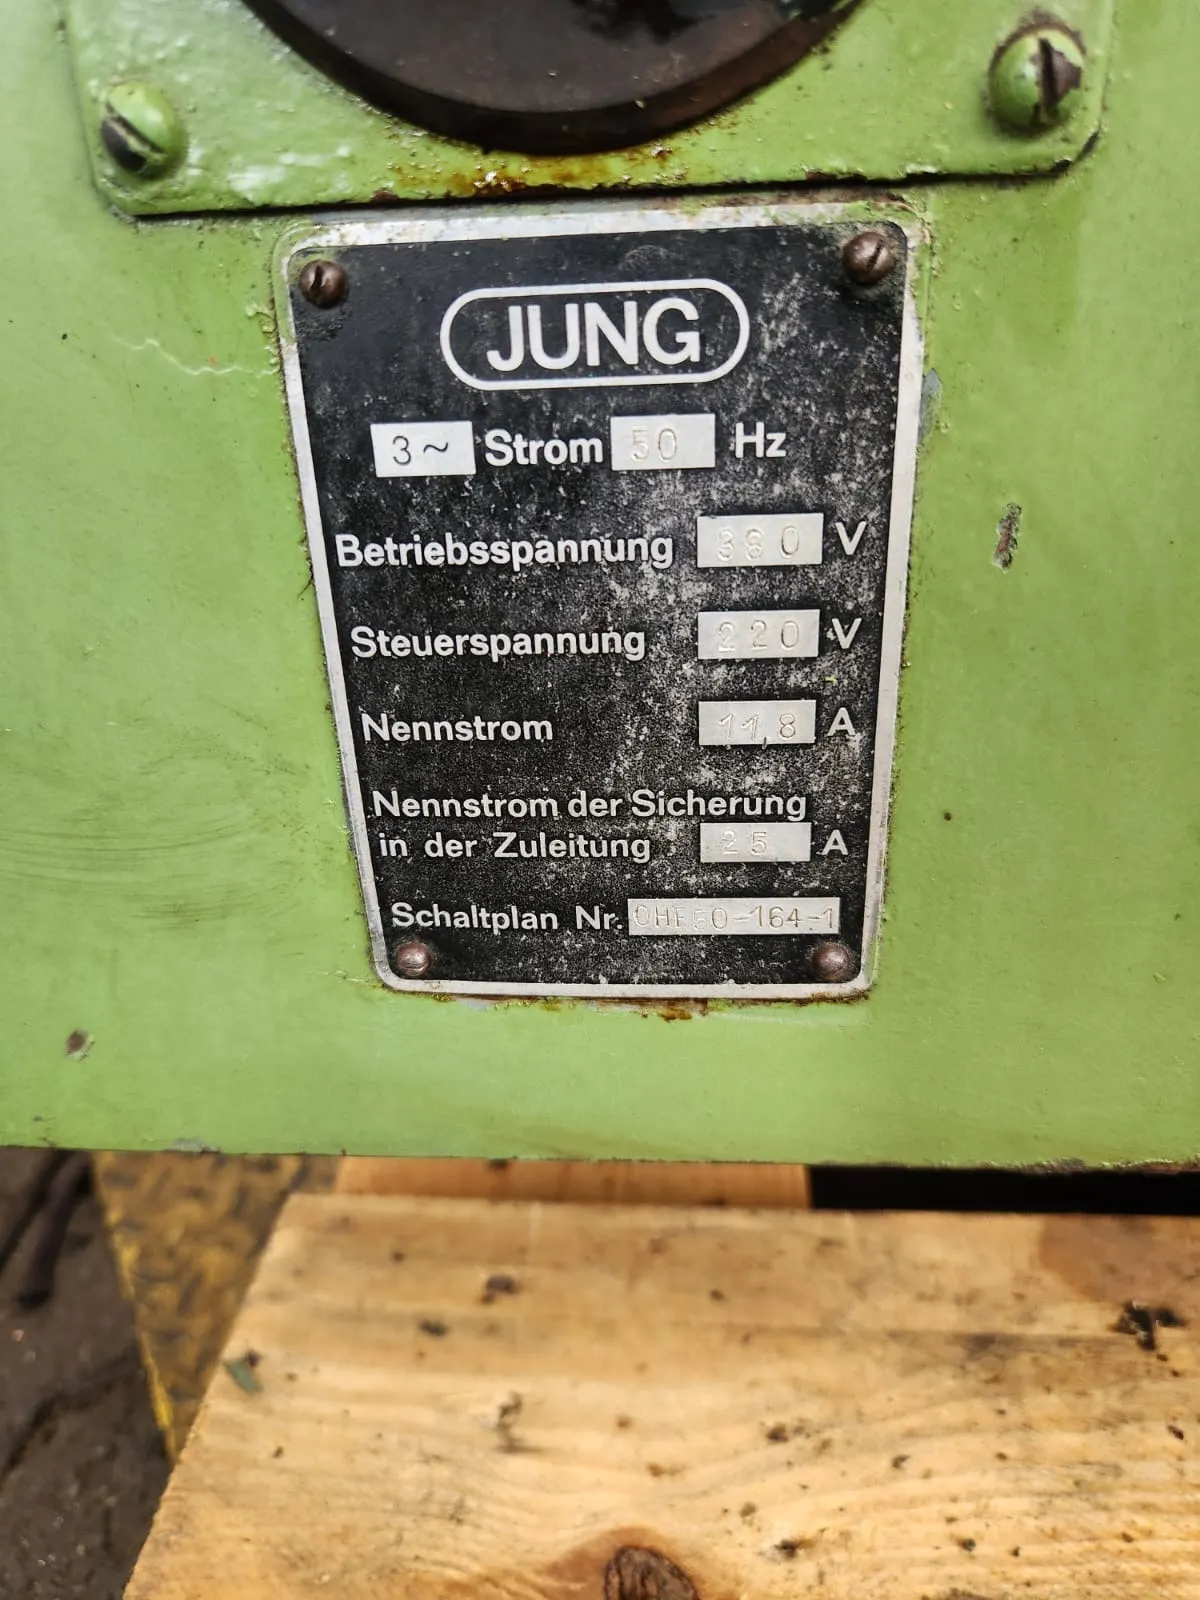 JUNG
3~ Strom 50 Hz
Betriebsspannung 380 V
Steuerspannung 220 V
Nennstrom 11,8 A
Nennstrom der Sicherung
in der Zuleitung : 25 A
Schaltplan Nr. OHF50-164-1